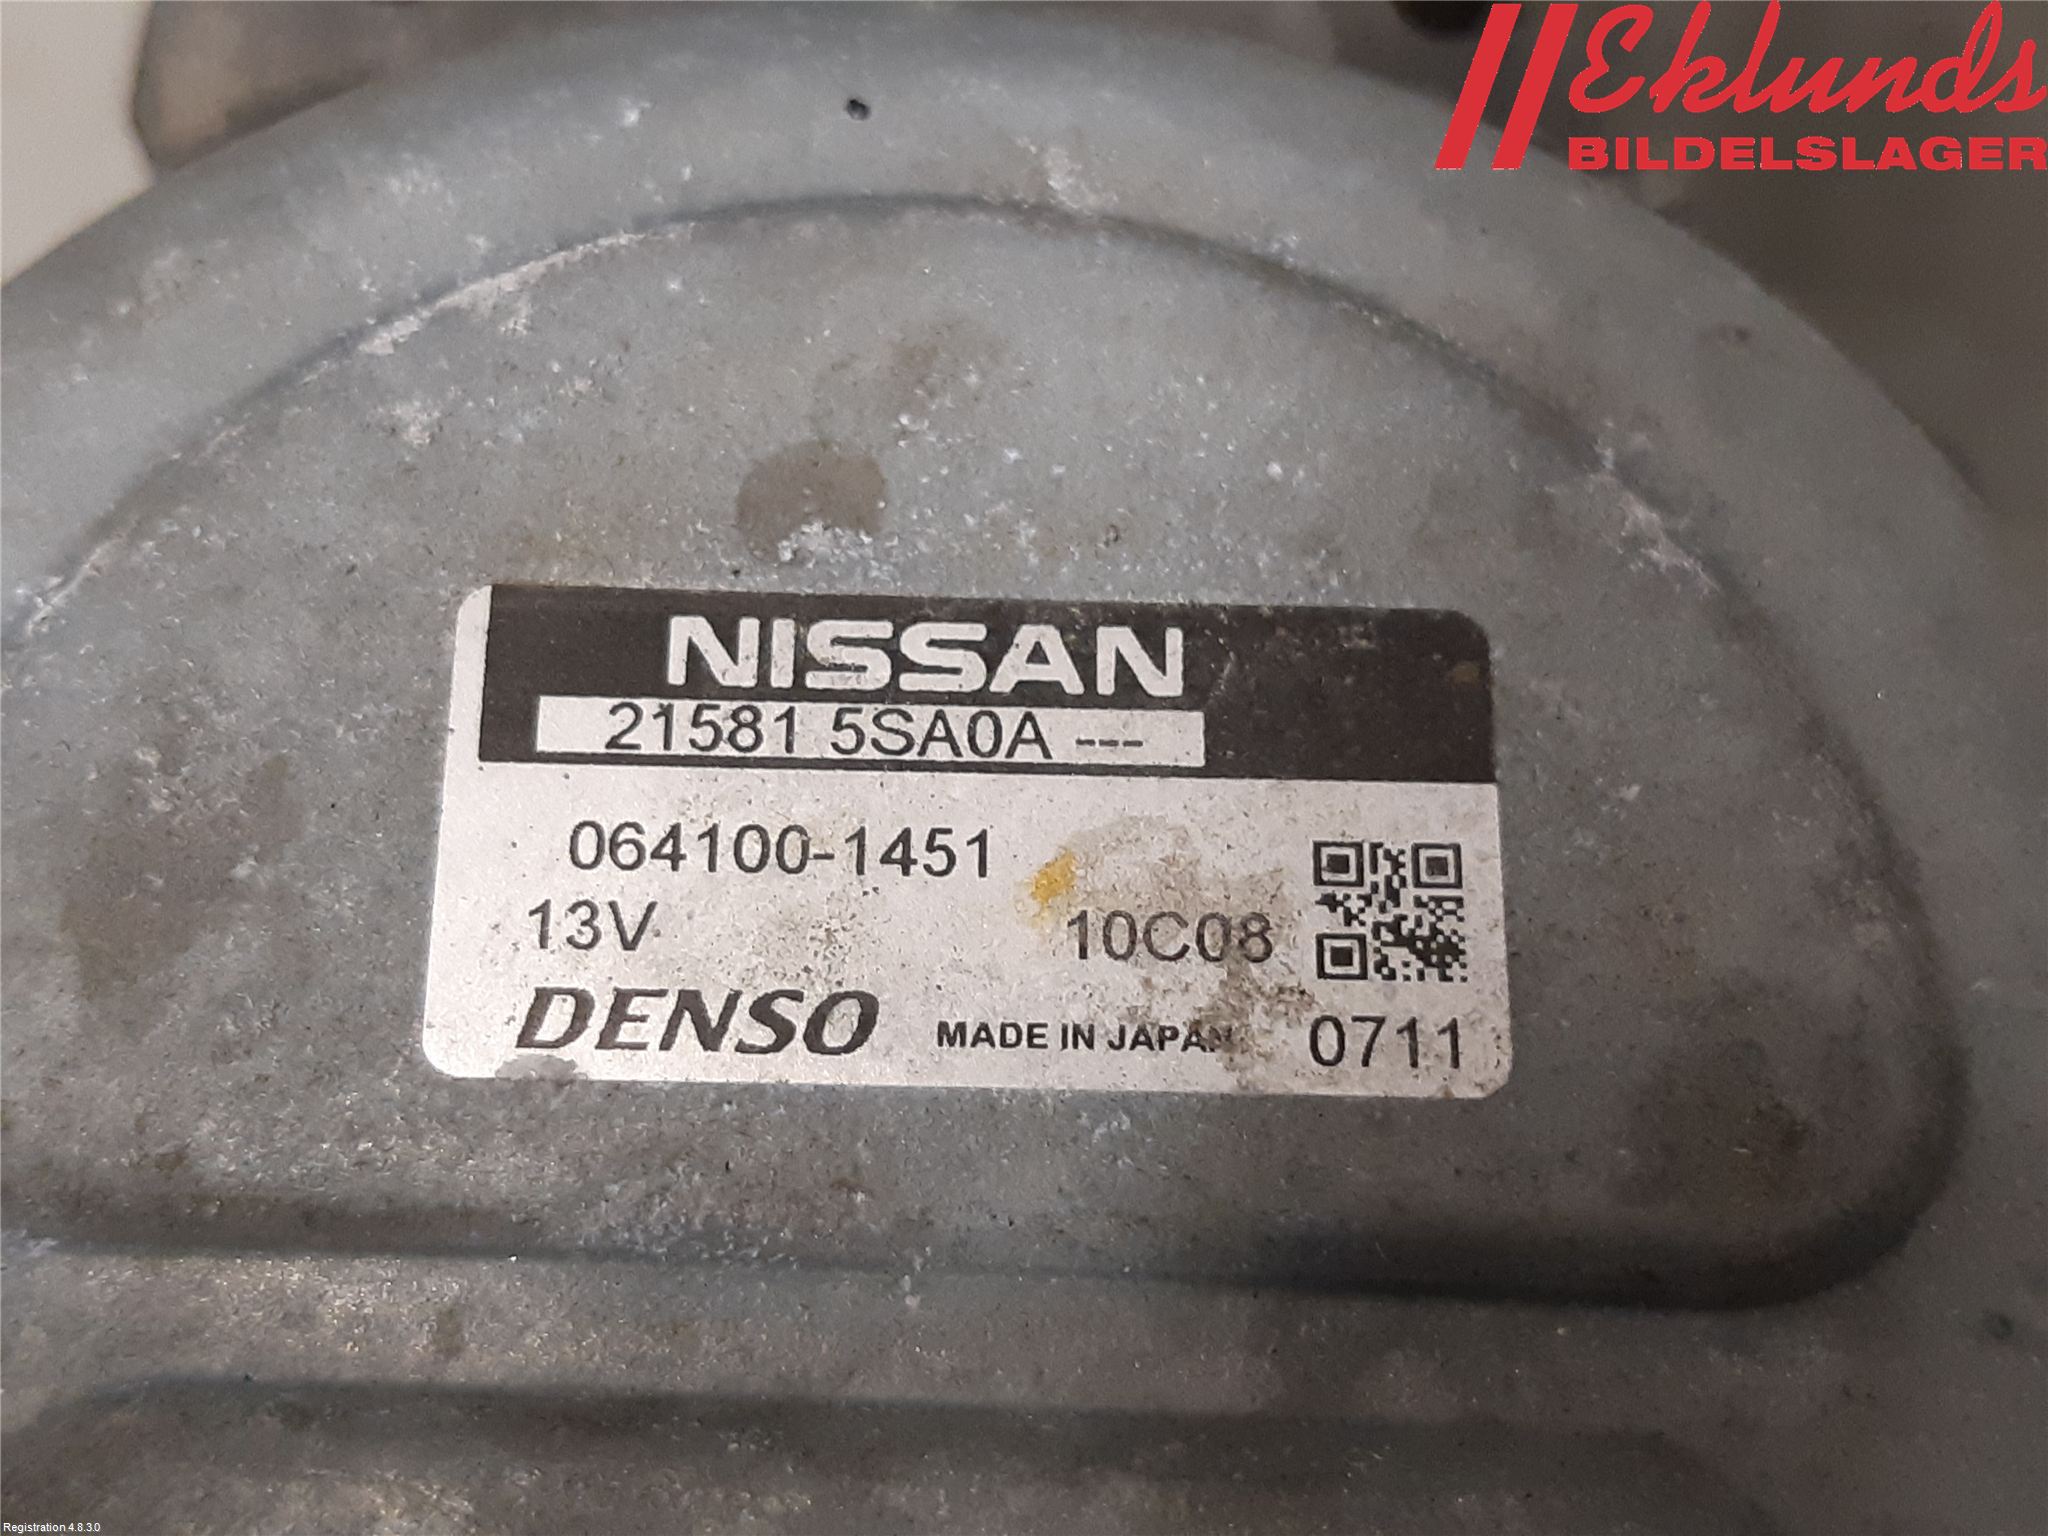 Eklunds
BILDELSLAGER
NISSAN
21581 5SA0A ---
064100-1451
13V 10C08
DENSO MADE IN JAPAN 0711
Registration 4.8.3.0